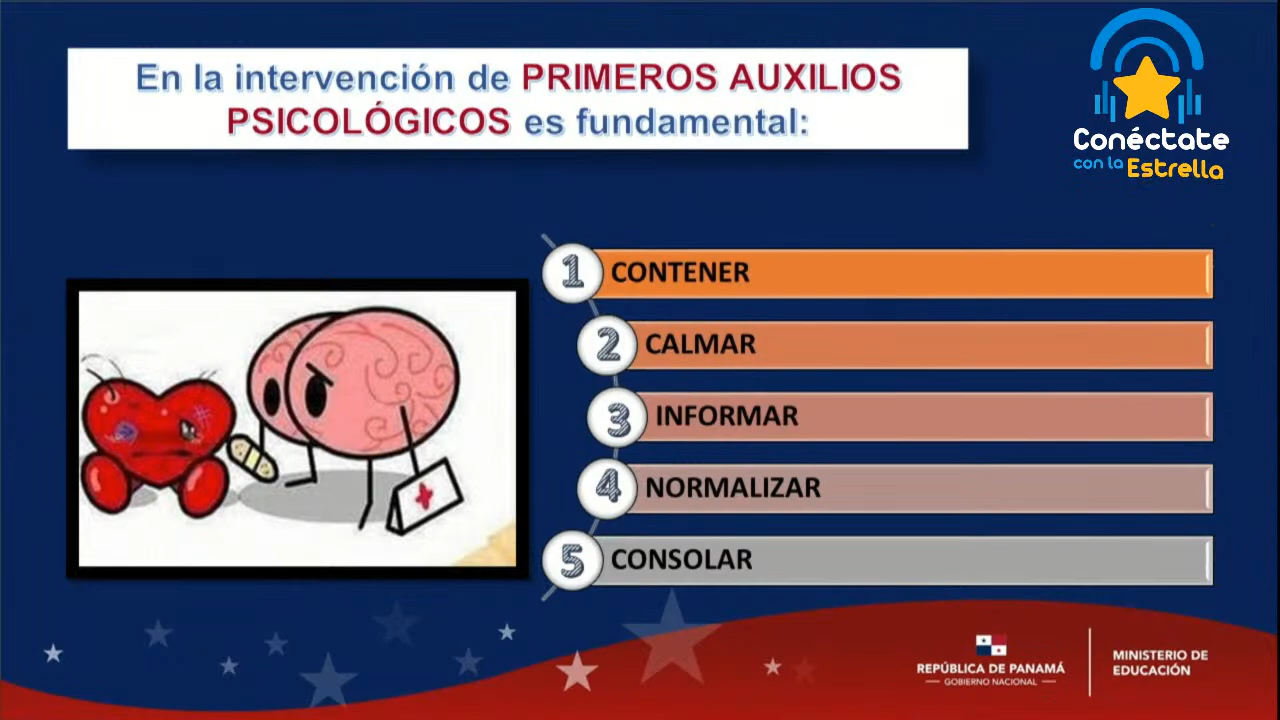 En la intervención de PRIMEROS AUXILIOS
PSICOLÓGICOS es fundamental:
Conéctate
con la Estrella
1 CONTENER
2 CALMAR
3 INFORMAR
4 NORMALIZAR
5 CONSOLAR
REPÚBLICA DE PANAMÁ
— GOBIERNO NACIONAL —
MINISTERIO DE
EDUCACIÓN